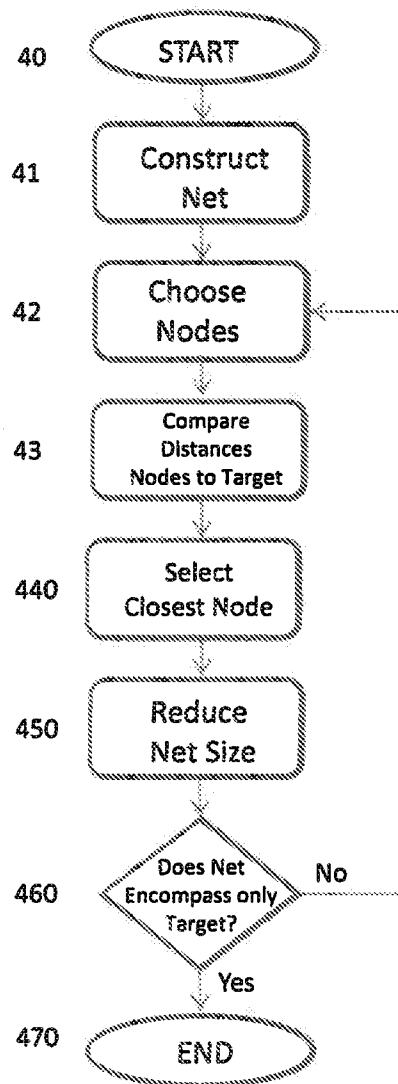 40
START
41
Construct
Net
42
Choose
Nodes
43
Compare
Distances
Nodes to Target
440
Select
Closest Node
450
Reduce
Net Size
460
Does Net
Encompass only
Target?
No
Yes
470
END